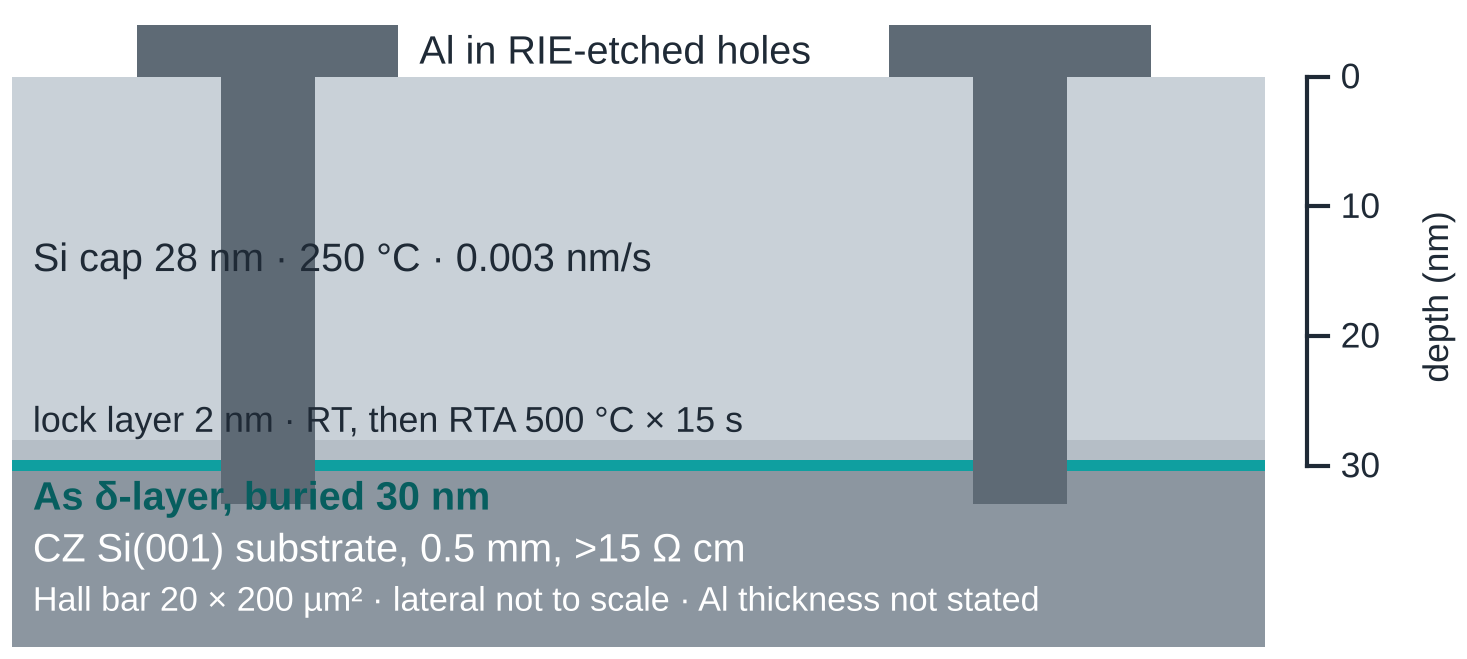 Al in RIE-etched holes
0
10
Si cap 28 nm · 250 °C · 0.003 nm/s
depth (nm)
20
lock layer 2 nm · RT, then RTA 500 °C × 15 s
30
As δ-layer, buried 30 nm
CZ Si(001) substrate, 0.5 mm, >15 Ω cm
Hall bar 20 × 200 µm² · lateral not to scale · Al thickness not stated